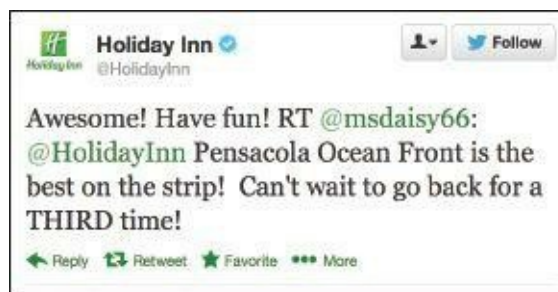 Holiday Inn
Follow
Holiday Inn
@HolidayInn
Awesome! Have fun! RT @msdaisy66:
@HolidayInn Pensacola Ocean Front is the
best on the strip! Can't wait to go back for a
THIRD time!
Reply Retweet Favorite More